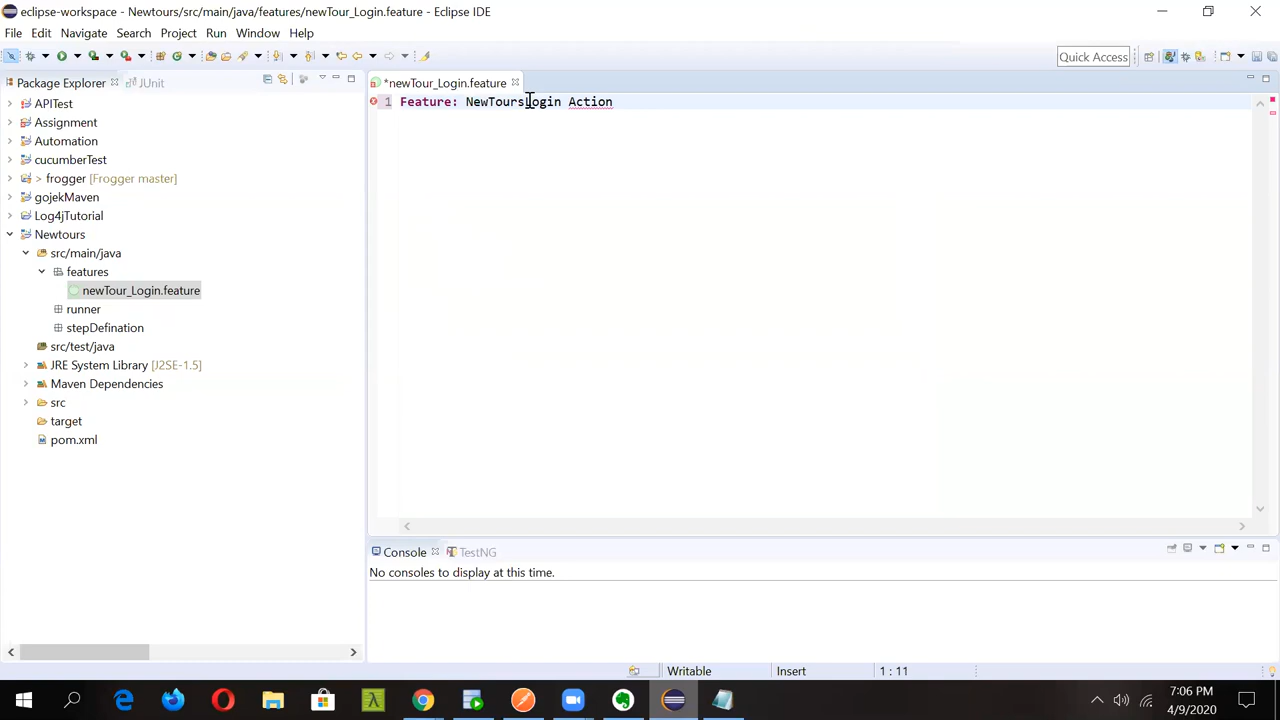 eclipse-workspace - Newtours/src/main/java/features/newTour_Login.feature - Eclipse IDE
File Edit Navigate Search Project Run Window Help
Quick Access
Package Explorer JUnit
*newTour_Login.feature
APITest
Assignment
Automation
cucumberTest
> frogger [Frogger master]
gojekMaven
Log4jTutorial
Newtours
src/main/java
features
newTour_Login.feature
runner
stepDefination
src/test/java
JRE System Library [J2SE-1.5]
Maven Dependencies
src
target
pom.xml
1 Feature: NewToursLogin Action
Console TestNG
No consoles to display at this time.
Writable Insert 1 : 11
7:06 PM
4/9/2020